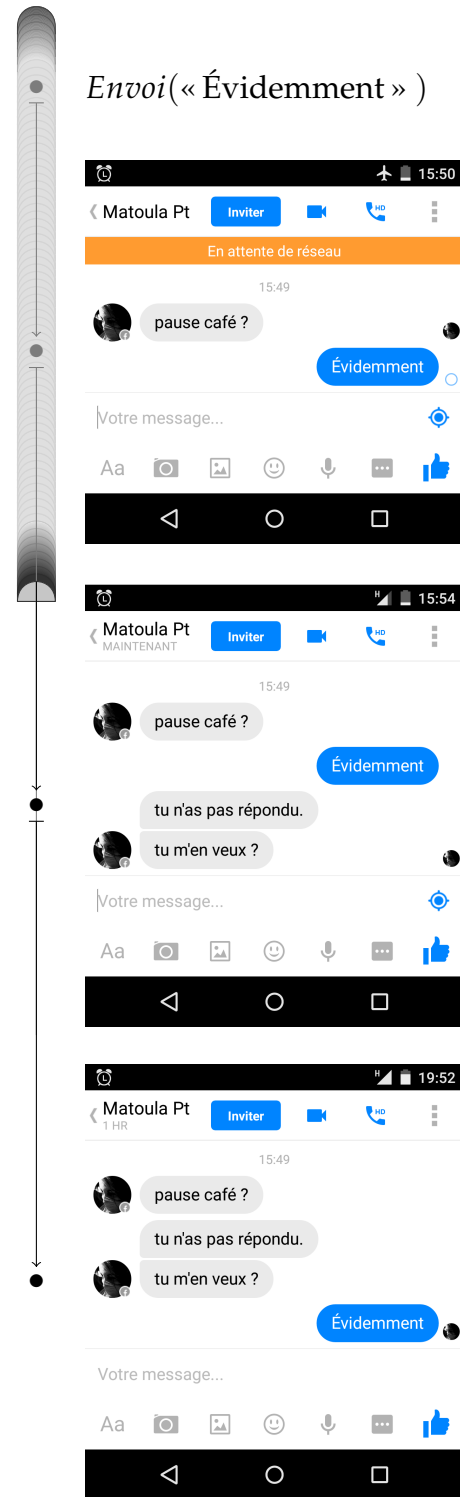 Envoi(« Évidemment » )
15:50
Matoula Pt Inviter HD
En attente de réseau
15:49
pause café ?
Évidemment
Votre message...
Aa
H 15:54
Matoula Pt Inviter HD
MAINTENANT
15:49
pause café ?
Évidemment
tu n'as pas répondu.
tu m'en veux ?
Votre message...
Aa
H 19:52
Matoula Pt Inviter HD
1 HR
15:49
pause café ?
tu n'as pas répondu.
tu m'en veux ?
Évidemment
Votre message...
Aa